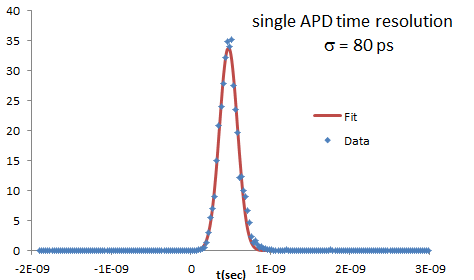 single APD time resolution
σ = 80 ps
40
35
30
25
20
15
10
5
0
Fit
Data
-2E-09 -1E-09 0 1E-09 2E-09 3E-09
t(sec)